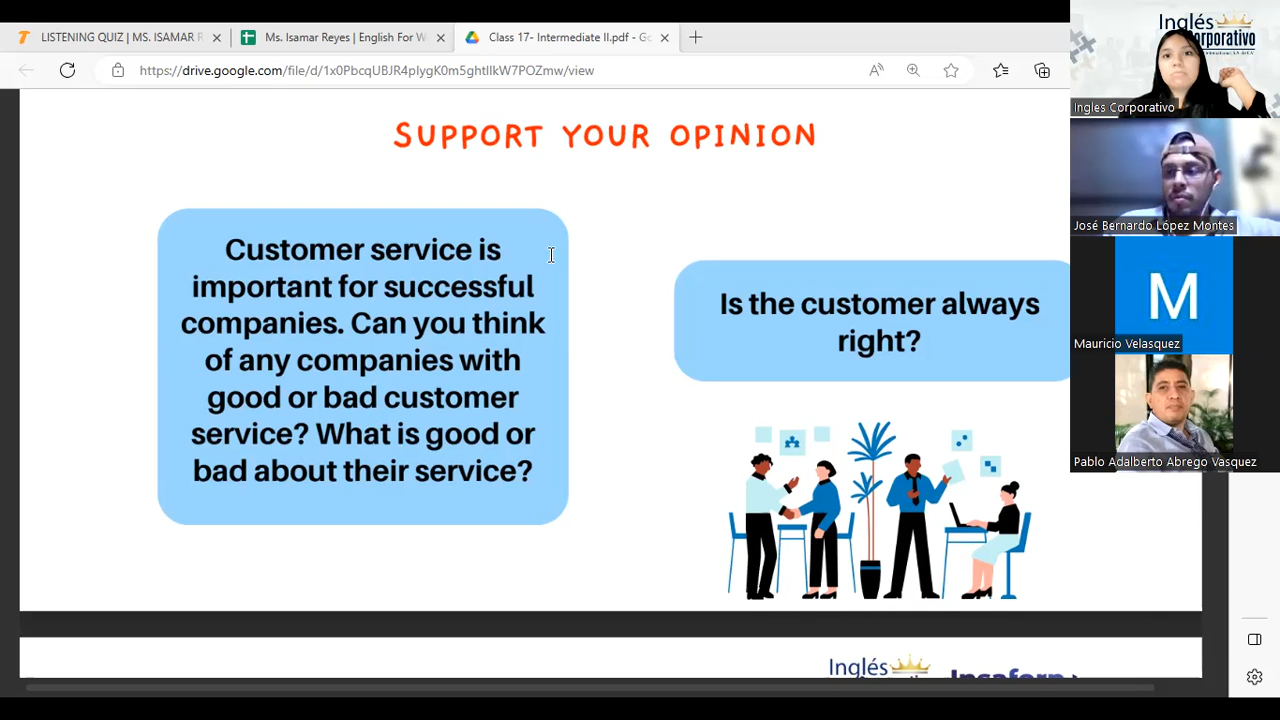 LISTENING QUIZ | MS. ISAMAR R
Ms. Isamar Reyes | English For W
Class 17- Intermediate II.pdf - Go
https://drive.google.com/file/d/1x0PbcqUBJR4plygK0m5ghtlIkW7POZmw/view
SUPPORT YOUR OPINION
Customer service is
important for successful
companies. Can you think
of any companies with
good or bad customer
service? What is good or
bad about their service?
Is the customer always
right?
Inglés
Insaforp
Inglés
Corporativo
Ingles Corporativo
José Bernardo López Montes
M
Mauricio Velasquez
Pablo Adalberto Abrego Vasquez